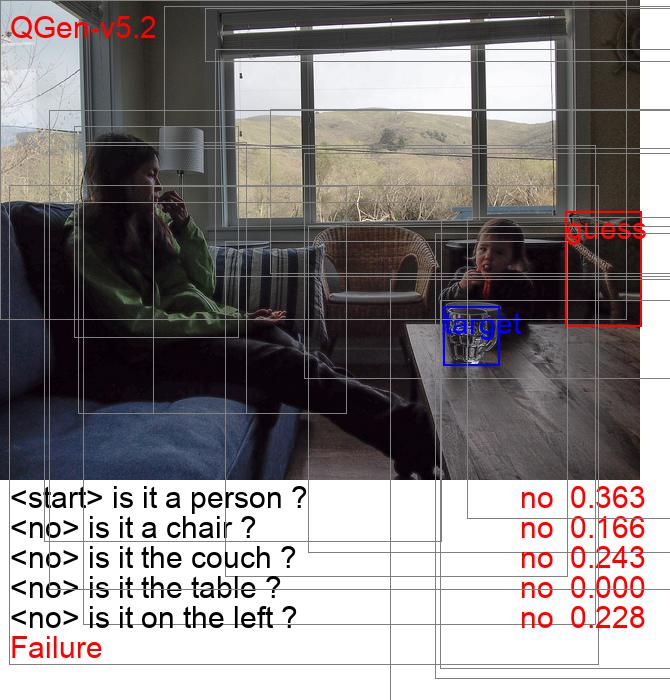 QGen-v5.2
guess
target
<start> is it a person ? no 0.363
<no> is it a chair ? no 0.166
<no> is it the couch ? no 0.243
<no> is it the table ? no 0.000
<no> is it on the left ? no 0.228
Failure